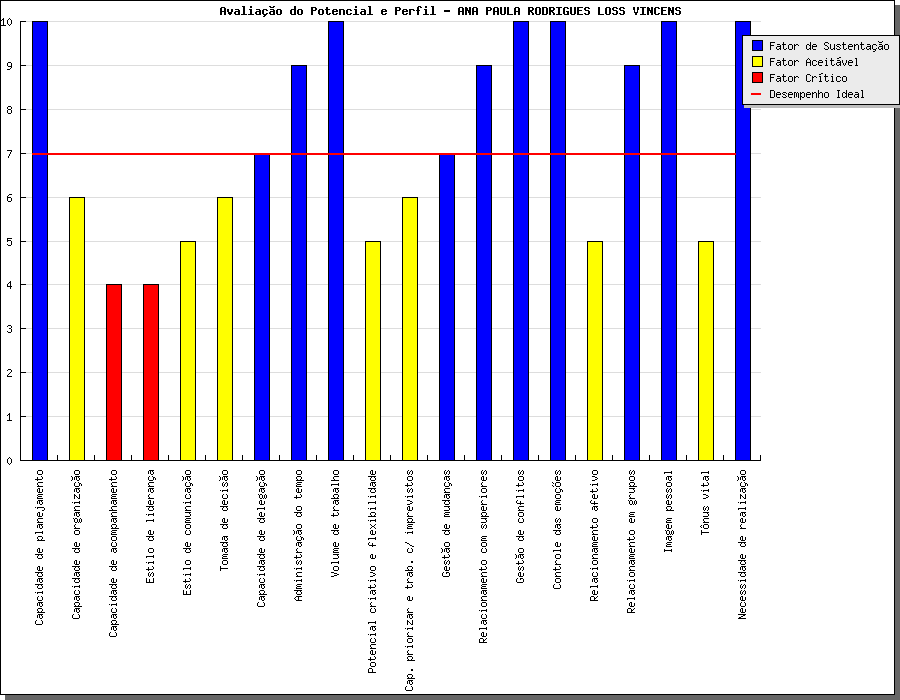 Avaliação do Potencial e Perfil - ANA PAULA RODRIGUES LOSS VINCENS
10
9
8
7
6
5
4
3
2
1
0
Fator de Sustentação
Fator Aceitável
Fator Crítico
Desempenho Ideal
Capacidade de planejamento
Capacidade de organização
Capacidade de acompanhamento
Estilo de liderança
Estilo de comunicação
Tomada de decisão
Capacidade de delegação
Administração do tempo
Volume de trabalho
Potencial criativo e flexibilidade
Cap. priorizar e trab. c/ imprevistos
Gestão de mudanças
Relacionamento com superiores
Gestão de conflitos
Controle das emoções
Relacionamento afetivo
Relacionamento em grupos
Imagem pessoal
Tônus vital
Necessidade de realização